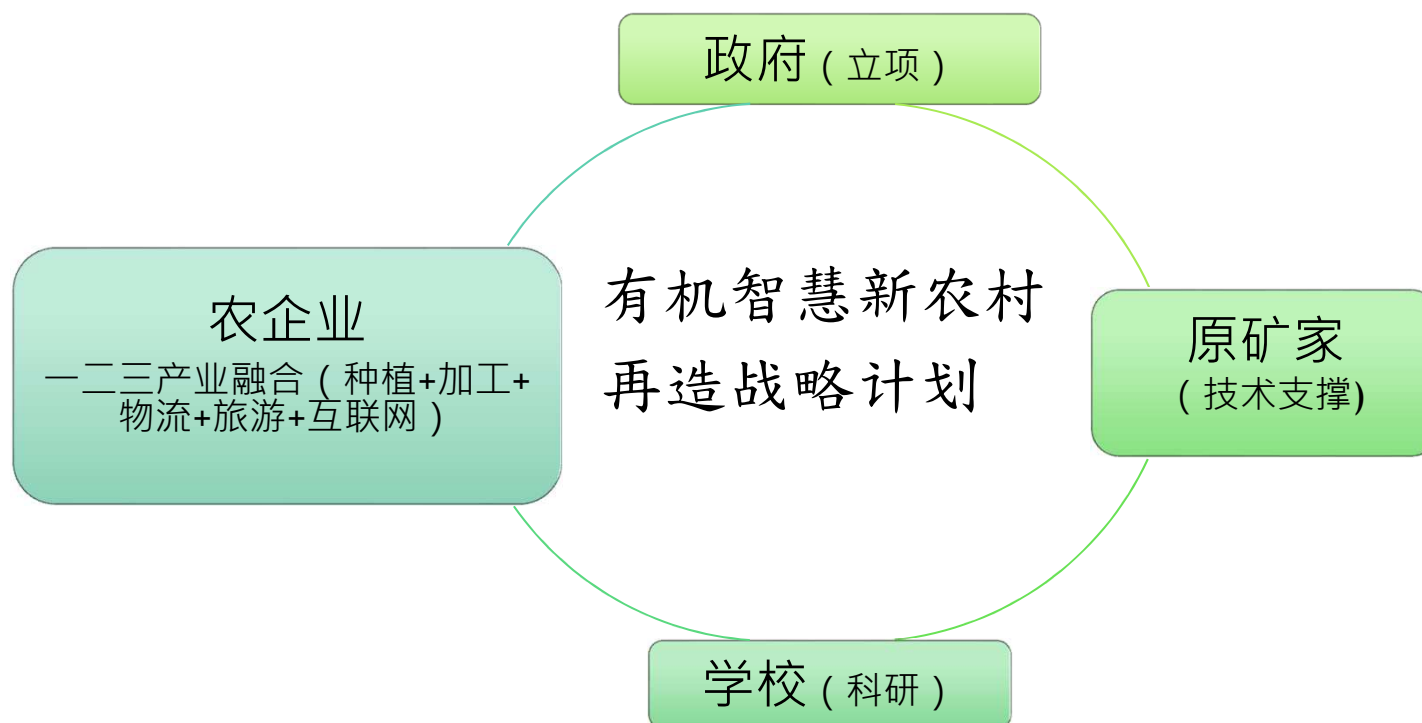 政府（立项）
农企业
一二三产业融合（种植+加工+
物流+旅游+互联网）
有机智慧新农村
再造战略计划
原矿家
（技术支撑)
学校（科研）